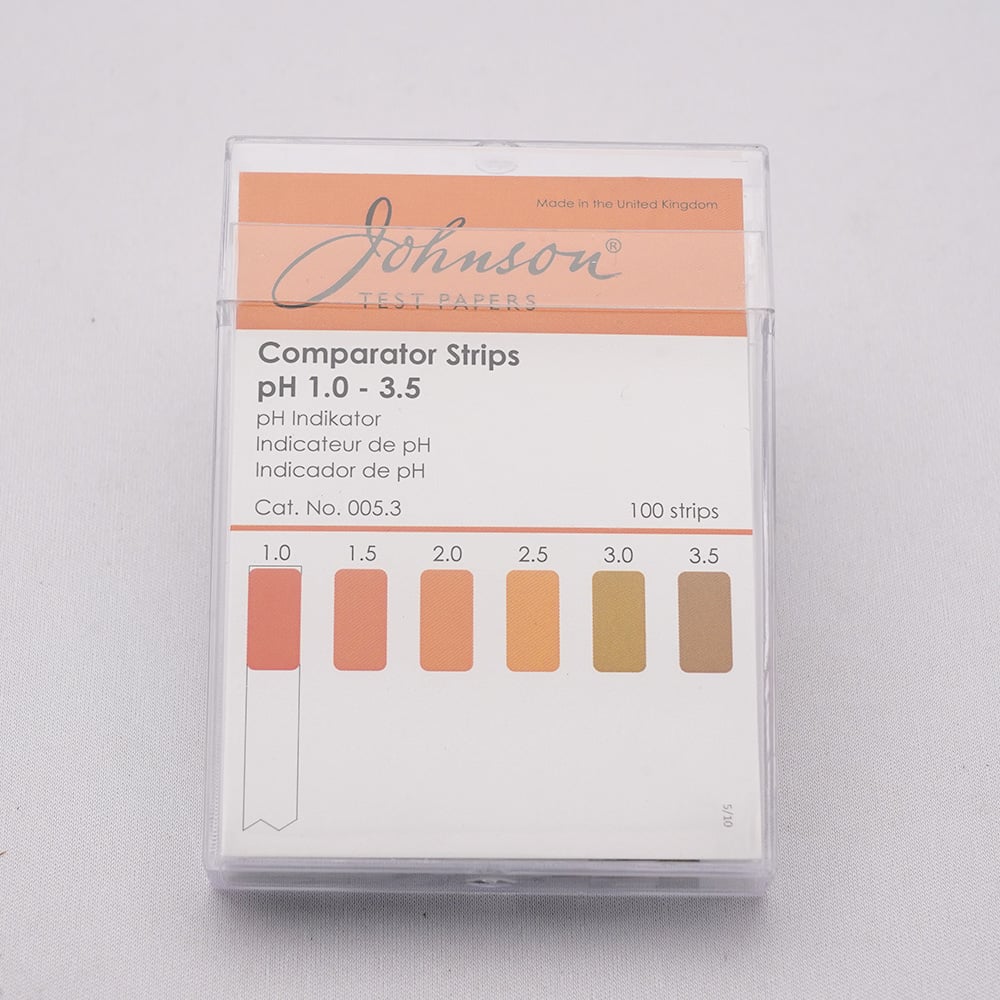 Made in the United Kingdom
Johnson®
TEST PAPERS
Comparator Strips
pH 1.0 - 3.5
pH Indikator
Indicateur de pH
Indicador de pH
Cat. No. 005.3 100 strips
1.0 1.5 2.0 2.5 3.0 3.5
5/10